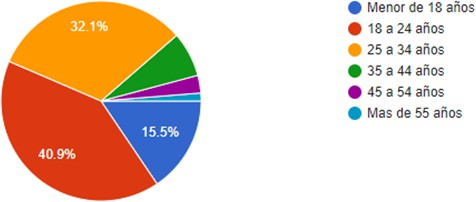 32.1%
15.5%
40.9%
Menor de 18 años
18 a 24 años
25 a 34 años
35 a 44 años
45 a 54 años
Mas de 55 años